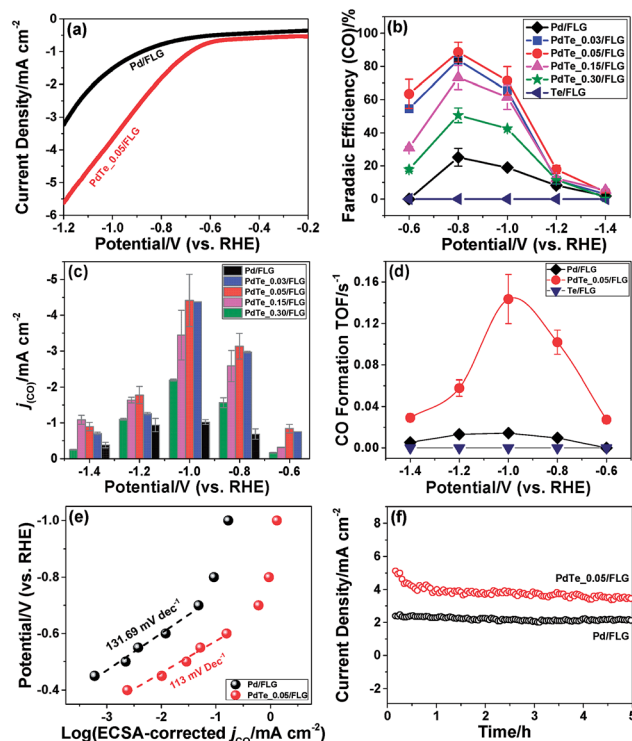 (a)
Pd/FLG
PdTe_0.05/FLG
Current Density/mA cm⁻²
0
-1
-2
-3
-4
-5
-6
-1.2 -1.0 -0.8 -0.6 -0.4 -0.2
Potential/V (vs. RHE)
(b)
Pd/FLG
PdTe_0.03/FLG
PdTe_0.05/FLG
PdTe_0.15/FLG
PdTe_0.30/FLG
Te/FLG
Faradaic Efficiency (CO)/%
100
80
60
40
20
0
-0.6 -0.8 -1.0 -1.2 -1.4
Potential/V (vs. RHE)
(c)
Pd/FLG
PdTe_0.03/FLG
PdTe_0.05/FLG
PdTe_0.15/FLG
PdTe_0.30/FLG
j(CO)/mA cm⁻²
-5
-4
-3
-2
-1
0
-1.4 -1.2 -1.0 -0.8 -0.6
Potential/V (vs. RHE)
(d)
Pd/FLG
PdTe_0.05/FLG
Te/FLG
CO Formation TOF/s⁻¹
0.16
0.12
0.08
0.04
0.00
-1.4 -1.2 -1.0 -0.8 -0.6
Potential/V (vs. RHE)
(e)
131.69 mV dec⁻¹
113 mV Dec⁻¹
Pd/FLG
PdTe_0.05/FLG
Potential/V (vs. RHE)
-1.0
-0.8
-0.6
-0.4
-3 -2 -1 0
Log(ECSA-corrected jCO/mA cm⁻²)
(f)
PdTe_0.05/FLG
Pd/FLG
Current Density/mA cm⁻²
8
6
4
2
0
-2
0 1 2 3 4 5
Time/h